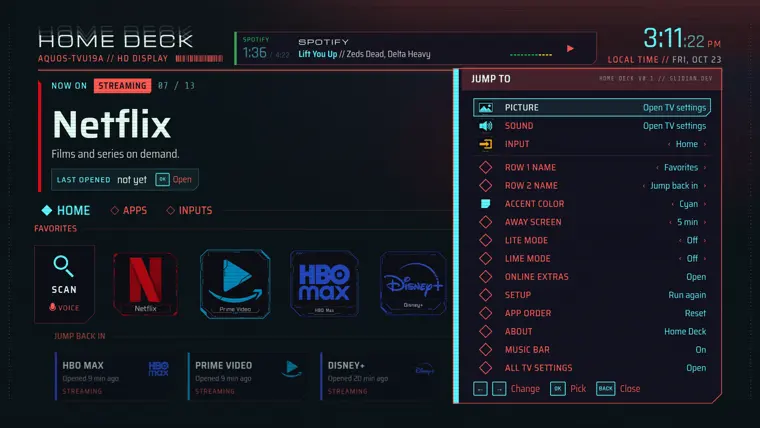 HOME DECK
AQUOS-TVU19A // HD DISPLAY
SPOTIFY
1:36 / 4:22
SPOTIFY
Lift You Up // Zeds Dead, Delta Heavy
3:11:22 PM
LOCAL TIME // FRI, OCT 23
NOW ON STREAMING 07 / 13
Netflix
Films and series on demand.
LAST OPENED not yet OK Open
HOME APPS INPUTS
FAVORITES
SCAN
VOICE
N
Netflix
Prime Video
HBO max
HBO Max
Disney+
Disney+
JUMP BACK IN
HBO MAX
HBO max
Opened 9 min ago
STREAMING
PRIME VIDEO
Opened 9 min ago
STREAMING
DISNEY+
Disney+
Opened 20 min ago
STREAMING
JUMP TO
PICTURE Open TV settings
SOUND Open TV settings
INPUT ‹ Home ›
ROW 1 NAME ‹ Favorites ›
ROW 2 NAME ‹ Jump back in ›
ACCENT COLOR ‹ Cyan ›
AWAY SCREEN ‹ 5 min ›
LITE MODE ‹ Off ›
LIME MODE ‹ Off ›
ONLINE EXTRAS Open
SETUP Run again
APP ORDER Reset
ABOUT Home Deck
MUSIC BAR On
ALL TV SETTINGS Open
← → Change OK Pick BACK Close